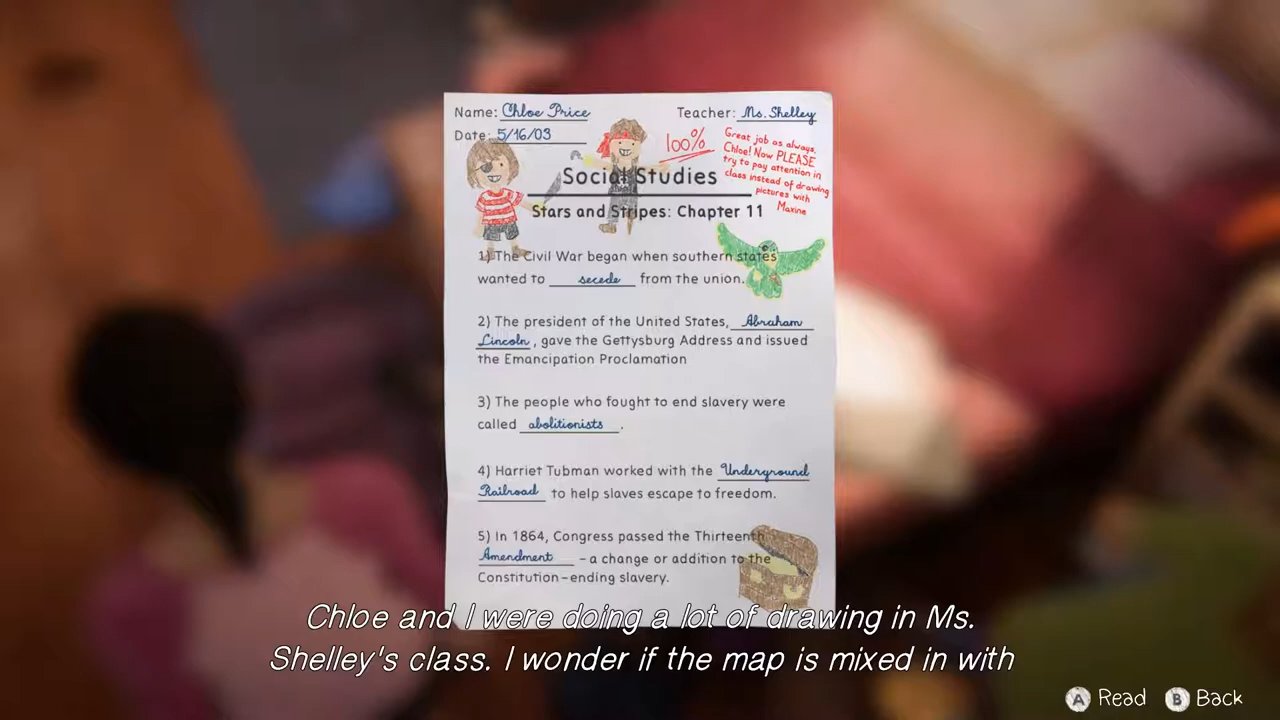 Name: Chloe Price
Teacher: Ms. Shelley
Date: 5/16/03
100%
Great job as always,
Chloe! Now PLEASE
try to pay attention in
class instead of drawing
pictures with
Maxine
Social Studies
Stars and Stripes: Chapter 11
1) The Civil War began when southern states
wanted to secede from the union.
2) The president of the United States, Abraham
Lincoln, gave the Gettysburg Address and issued
the Emancipation Proclamation
3) The people who fought to end slavery were
called abolitionists.
4) Harriet Tubman worked with the Underground
Railroad to help slaves escape to freedom.
5) In 1864, Congress passed the Thirteenth
Amendment - a change or addition to the
Constitution-ending slavery.
Chloe and I were doing a lot of drawing in Ms.
Shelley's class. I wonder if the map is mixed in with
A Read B Back